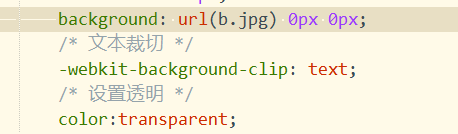 background: url(b.jpg) 0px 0px;
/* 文本裁切 */
-webkit-background-clip: text;
/* 设置透明 */
color:transparent;